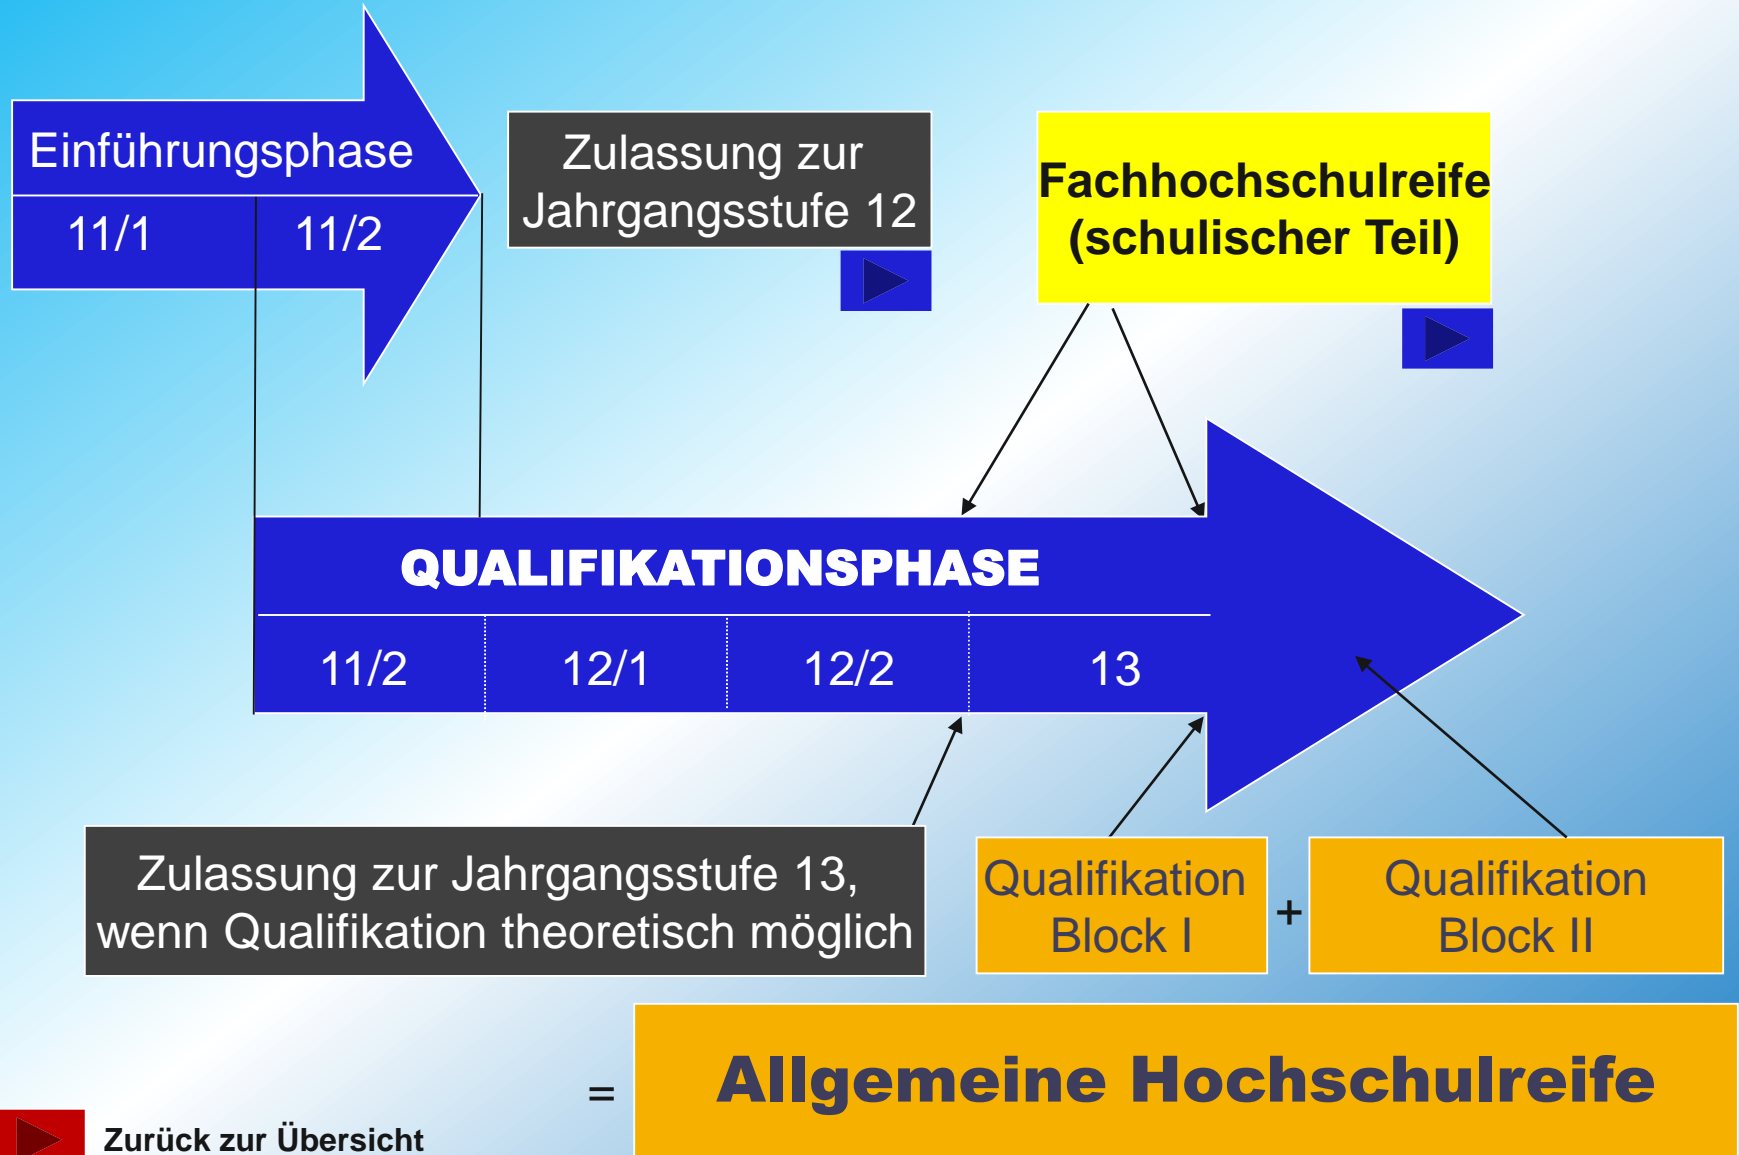 Einführungsphase
11/1 11/2
Zulassung zur
Jahrgangsstufe 12
Fachhochschulreife
(schulischer Teil)
QUALIFIKATIONSPHASE
11/2 12/1 12/2 13
Zulassung zur Jahrgangsstufe 13,
wenn Qualifikation theoretisch möglich
Qualifikation
Block I
+
Qualifikation
Block II
=
Allgemeine Hochschulreife
Zurück zur Übersicht